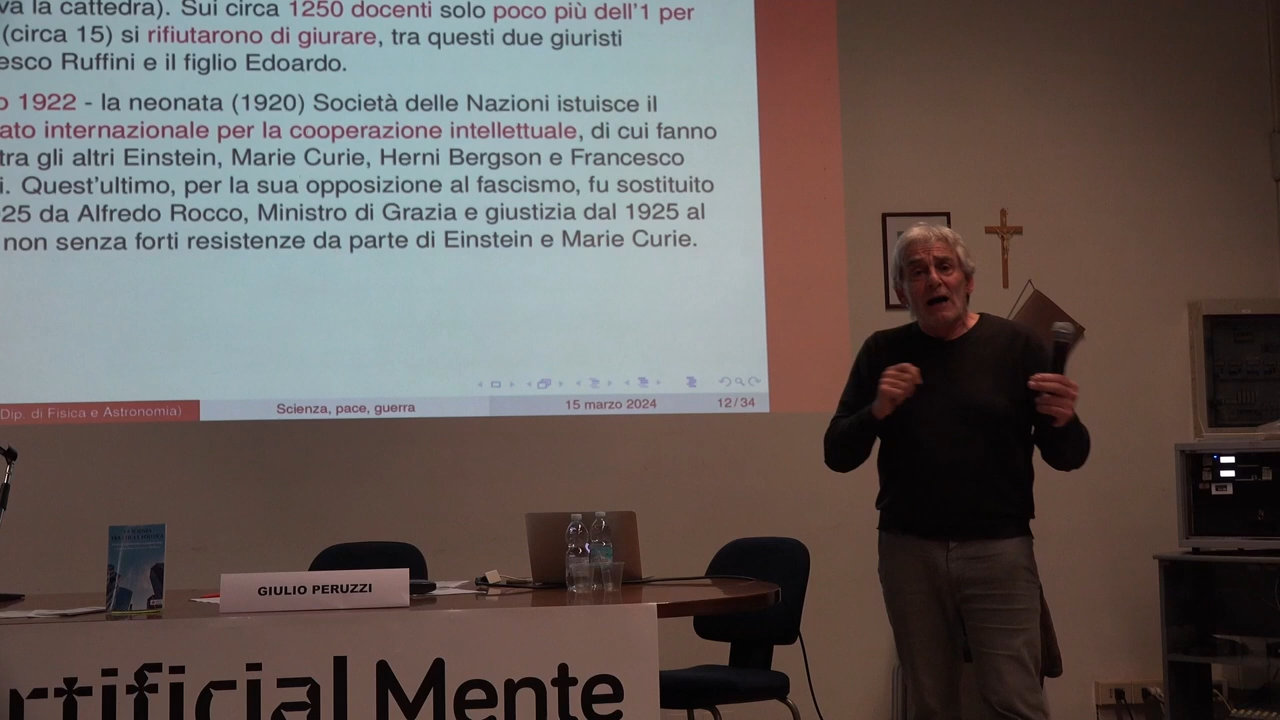 va la cattedra). Sui circa 1250 docenti solo poco più dell'1 per
(circa 15) si rifiutarono di giurare, tra questi due giuristi
esco Ruffini e il figlio Edoardo.
o 1922 - la neonata (1920) Società delle Nazioni istuisce il
ato internazionale per la cooperazione intellettuale, di cui fanno
tra gli altri Einstein, Marie Curie, Herni Bergson e Francesco
i. Quest'ultimo, per la sua opposizione al fascismo, fu sostituito
25 da Alfredo Rocco, Ministro di Grazia e giustizia dal 1925 al
non senza forti resistenze da parte di Einstein e Marie Curie.
Dip. di Fisica e Astronomia)
Scienza, pace, guerra
15 marzo 2024
12/34
GIULIO PERUZZI
rtificial Mente